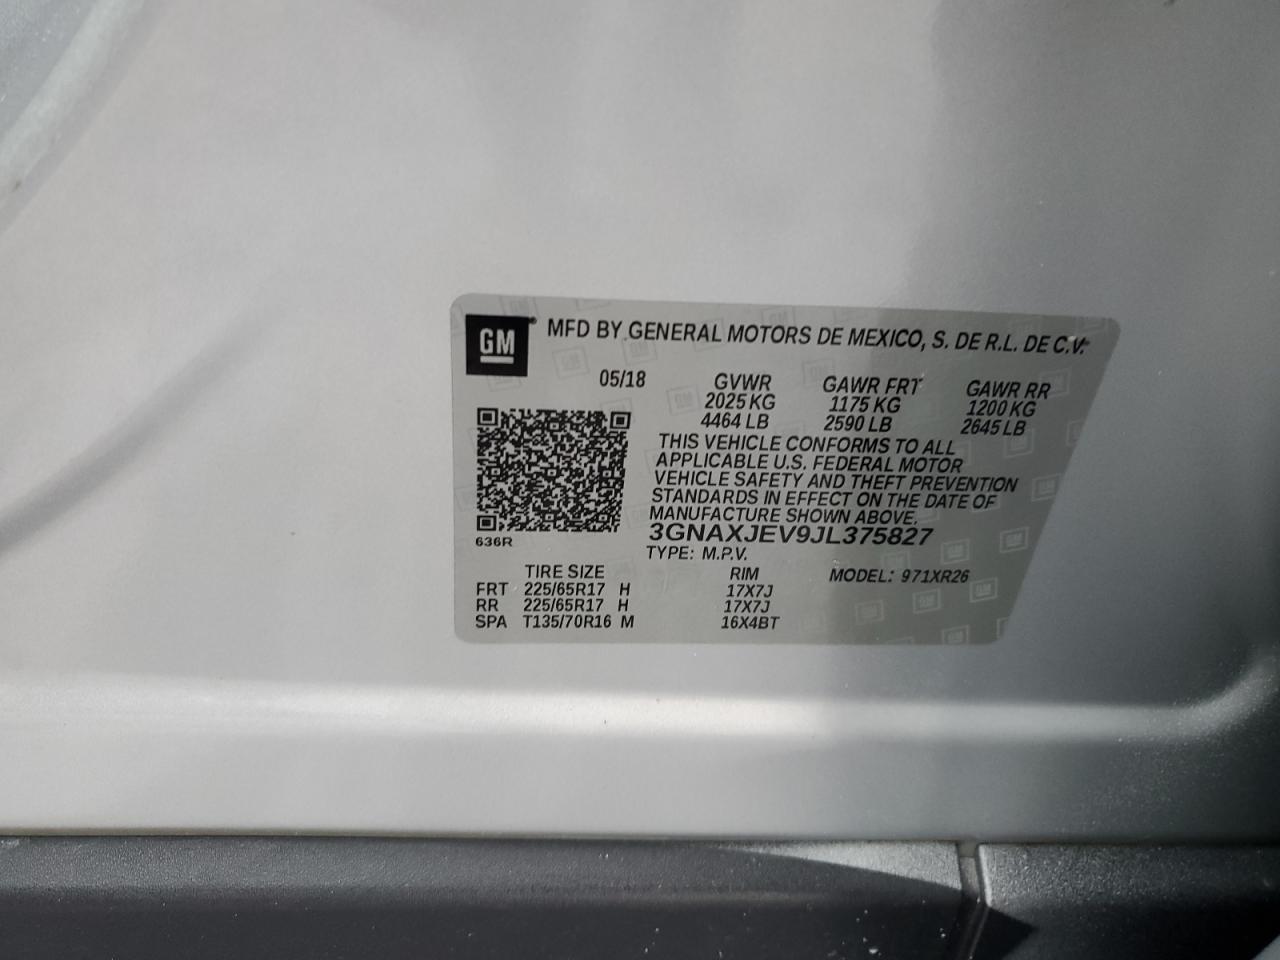 GM MFD BY GENERAL MOTORS DE MEXICO, S. DE R.L. DE C.V.
05/18 GVWR GAWR FRT GAWR RR
2025 KG 1175 KG 1200 KG
4464 LB 2590 LB 2645 LB
THIS VEHICLE CONFORMS TO ALL
APPLICABLE U.S. FEDERAL MOTOR
VEHICLE SAFETY AND THEFT PREVENTION
STANDARDS IN EFFECT ON THE DATE OF
MANUFACTURE SHOWN ABOVE.
3GNAXJEV9JL375827
636R
TYPE: M.P.V.
TIRE SIZE RIM MODEL: 971XR26
FRT 225/65R17 H 17X7J
RR 225/65R17 H 17X7J
SPA T135/70R16 M 16X4BT